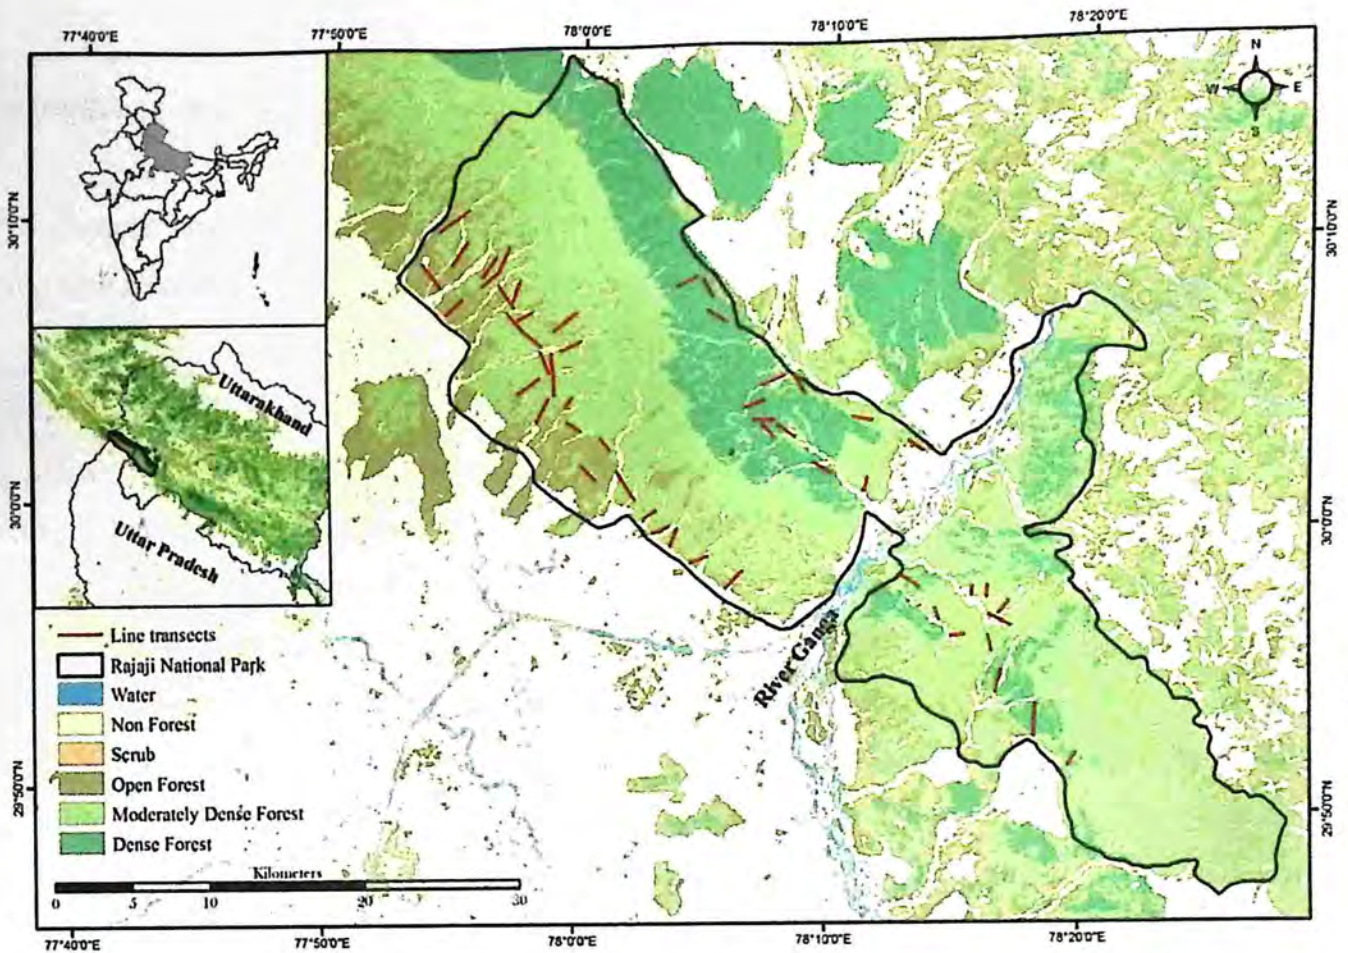 77°40'0"E
77°50'0"E
78°0'0"E
78°10'0"E
78°20'0"E
N
W
E
S
30°10'0"N
30°10'0"N
Uttarakhand
Uttar Pradesh
30°0'0"N
30°0'0"N
River Ganga
Line transects
Rajaji National Park
Water
Non Forest
Scrub
Open Forest
Moderately Dense Forest
Dense Forest
29°50'0"N
29°50'0"N
Kilometers
0 5 10 20 30
77°40'0"E
77°50'0"E
78°0'0"E
78°10'0"E
78°20'0"E